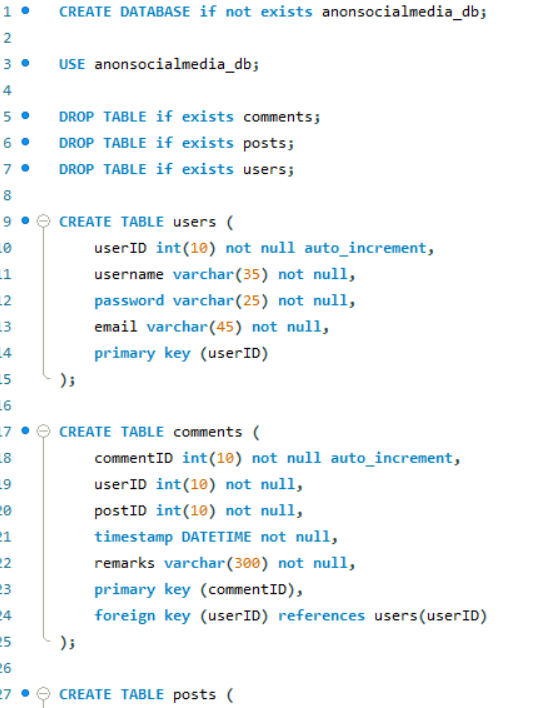 1 CREATE DATABASE if not exists anonsocialmedia_db;
2
3 USE anonsocialmedia_db;
4
5 DROP TABLE if exists comments;
6 DROP TABLE if exists posts;
7 DROP TABLE if exists users;
8
9 CREATE TABLE users (
10 userID int(10) not null auto_increment,
11 username varchar(35) not null,
12 password varchar(25) not null,
13 email varchar(45) not null,
14 primary key (userID)
15 );
16
17 CREATE TABLE comments (
18 commentID int(10) not null auto_increment,
19 userID int(10) not null,
20 postID int(10) not null,
21 timestamp DATETIME not null,
22 remarks varchar(300) not null,
23 primary key (commentID),
24 foreign key (userID) references users(userID)
25 );
26
27 CREATE TABLE posts (